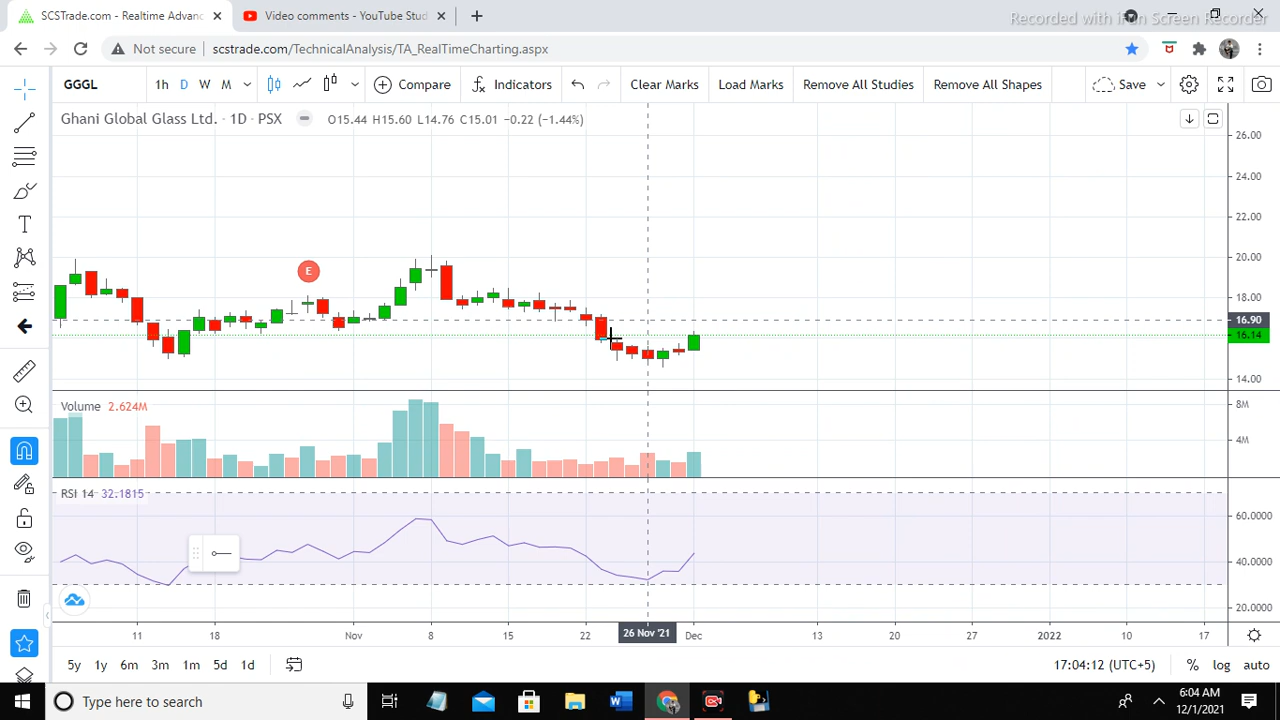 SCSTrade.com - Realtime Advanc
Video comments - YouTube Stud
Recorded with iFun Screen Recorder
Not secure
scstrade.com/TechnicalAnalysis/TA_RealTimeCharting.aspx
GGGL 1h D W M Compare Indicators Clear Marks Load Marks Remove All Studies Remove All Shapes Save
Ghani Global Glass Ltd. · 1D · PSX O15.44 H15.60 L14.76 C15.01 −0.22 (−1.44%)
26.00
24.00
22.00
20.00
E
18.00
16.90
16.14
14.00
Volume 2.624M
8M
4M
RSI 14 32.1815
60.0000
40.0000
20.0000
11 18 Nov 8 15 22 26 Nov '21 Dec 13 20 27 2022 10 17
5y 1y 6m 3m 1m 5d 1d
17:04:12 (UTC+5) % log auto
Type here to search
6:04 AM
12/1/2021